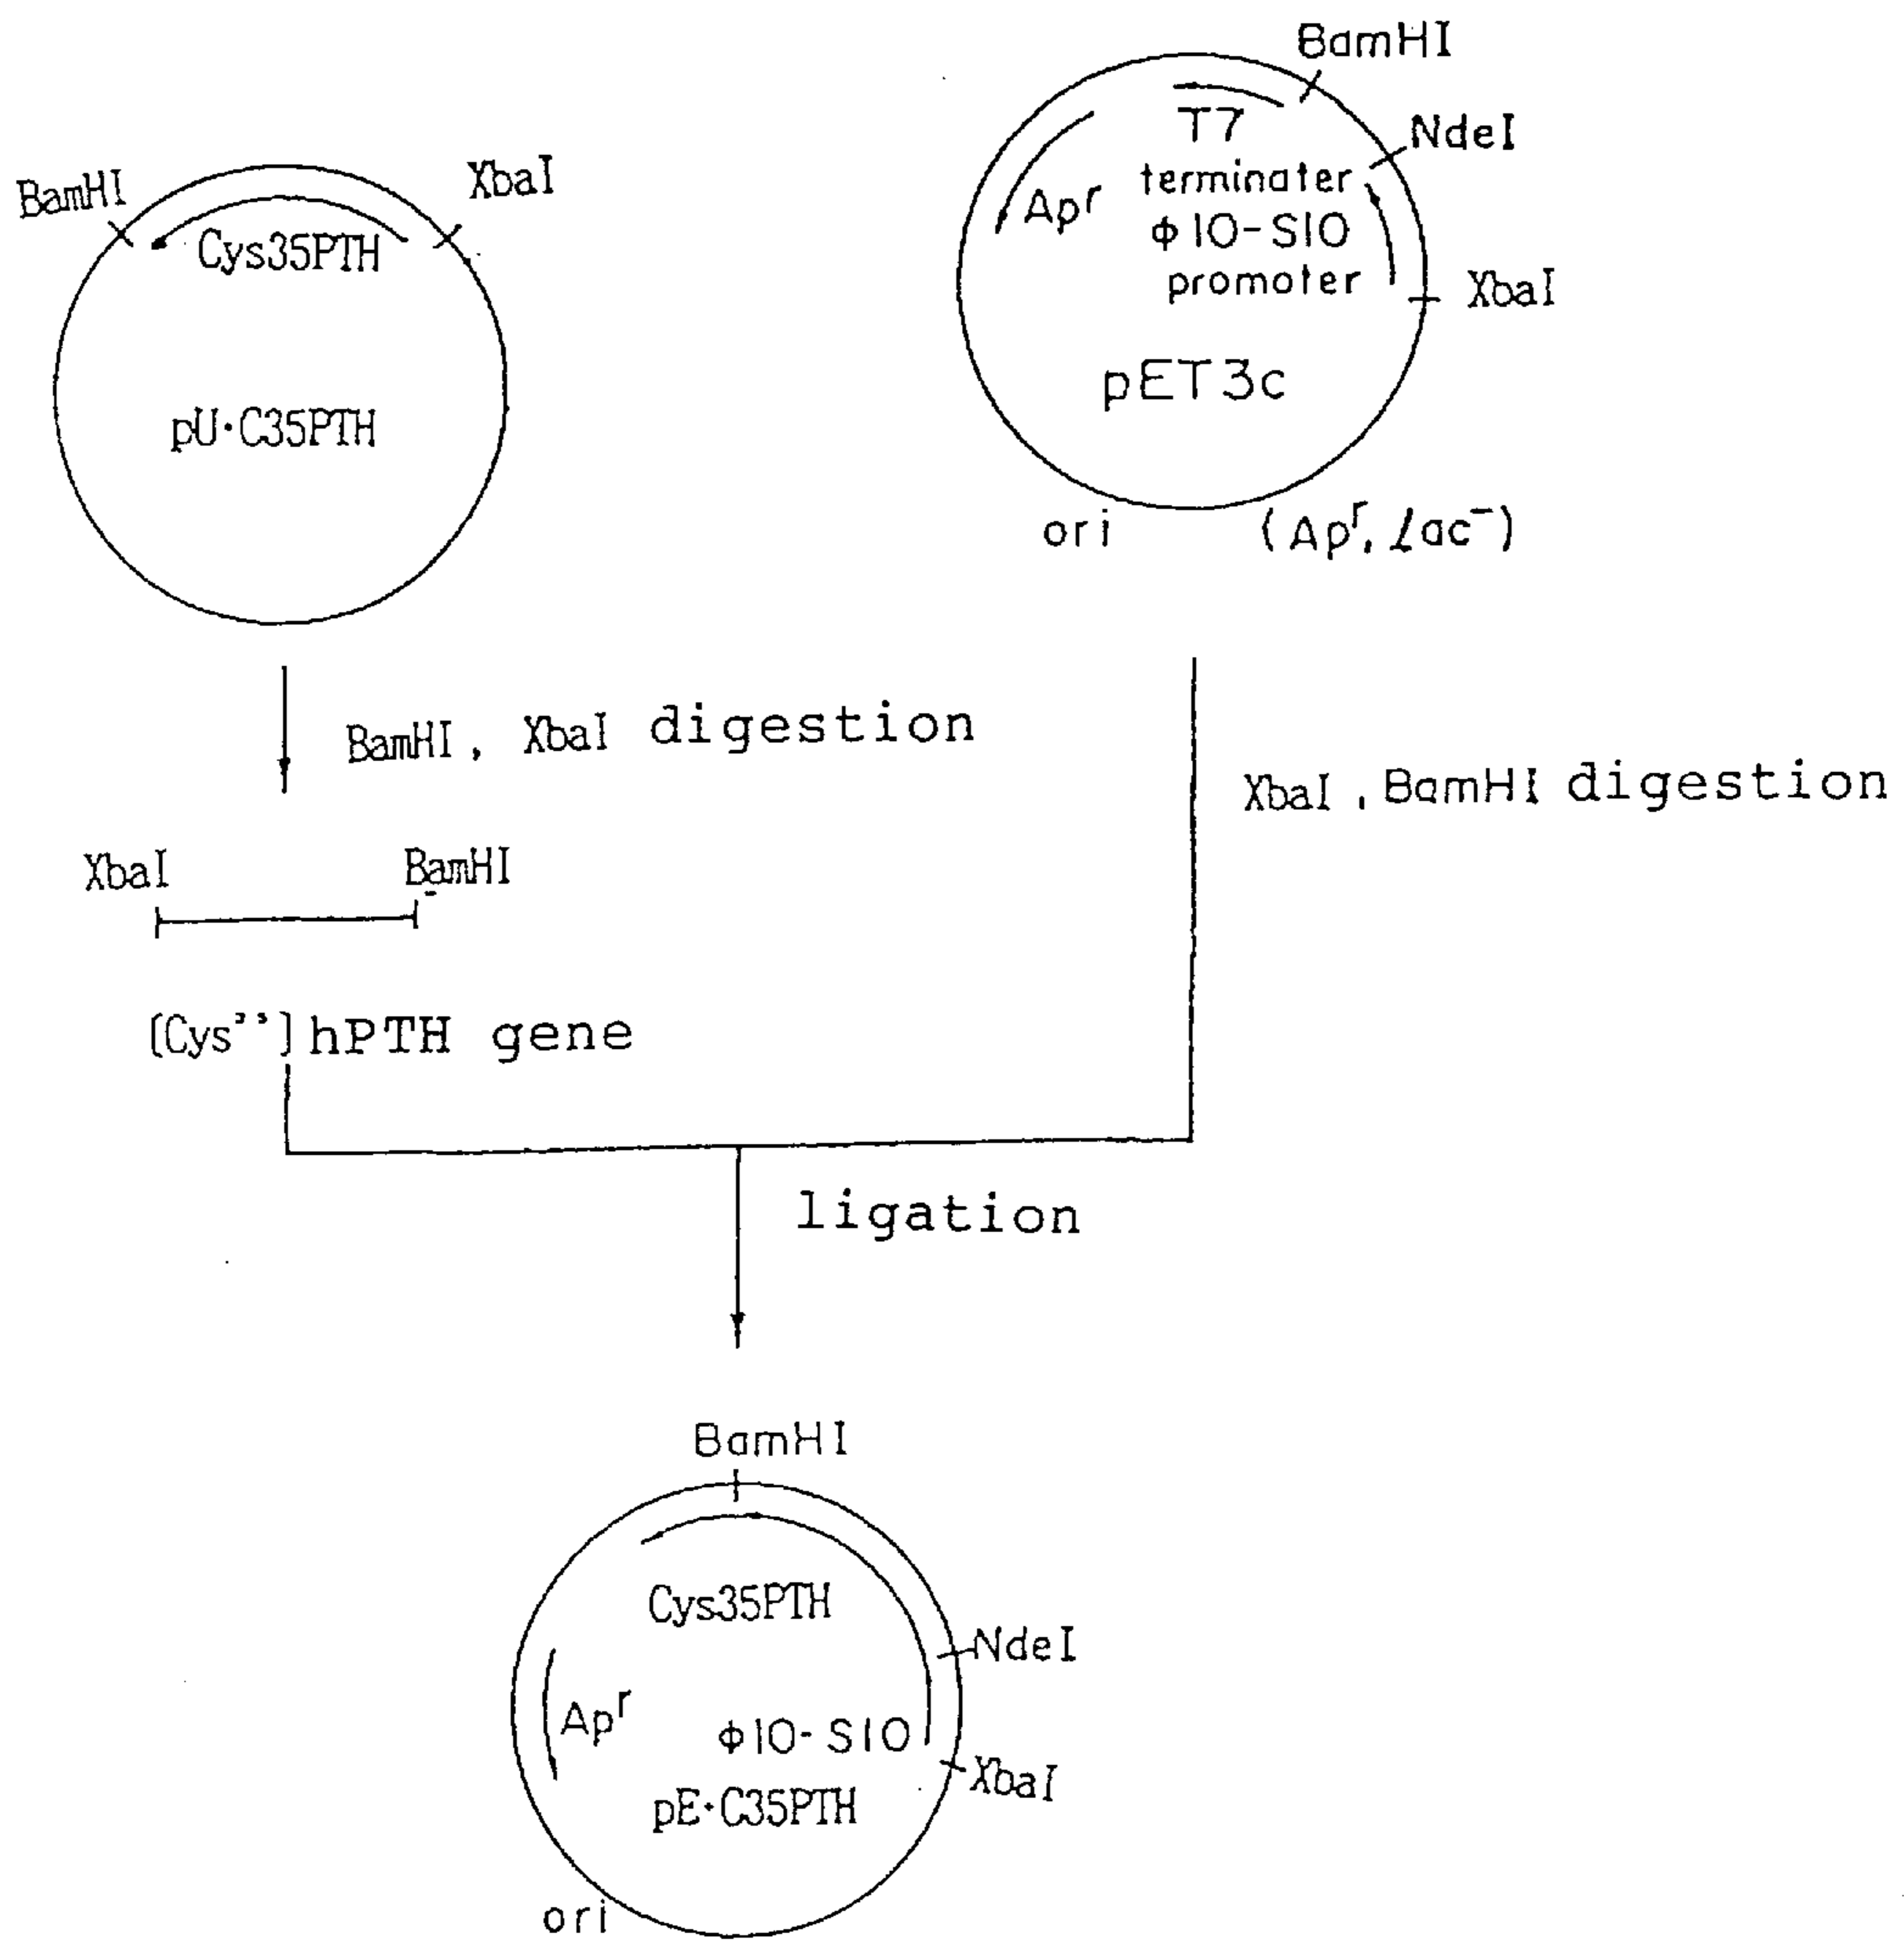 BamHI
XbaI
Cys35PTH
pU·C35PTH
BamHI
NdeI
T7
terminater
Apʳ
Φ10-S10
promoter
XbaI
pET3c
ori
(Apʳ, lac⁻)
BamHI, XbaI digestion
XbaI, BamHI digestion
XbaI
BamHI
[Cys³⁵]hPTH gene
ligation
BamHI
Cys35PTH
NdeI
Apʳ
Φ10-S10
XbaI
pE·C35PTH
ori